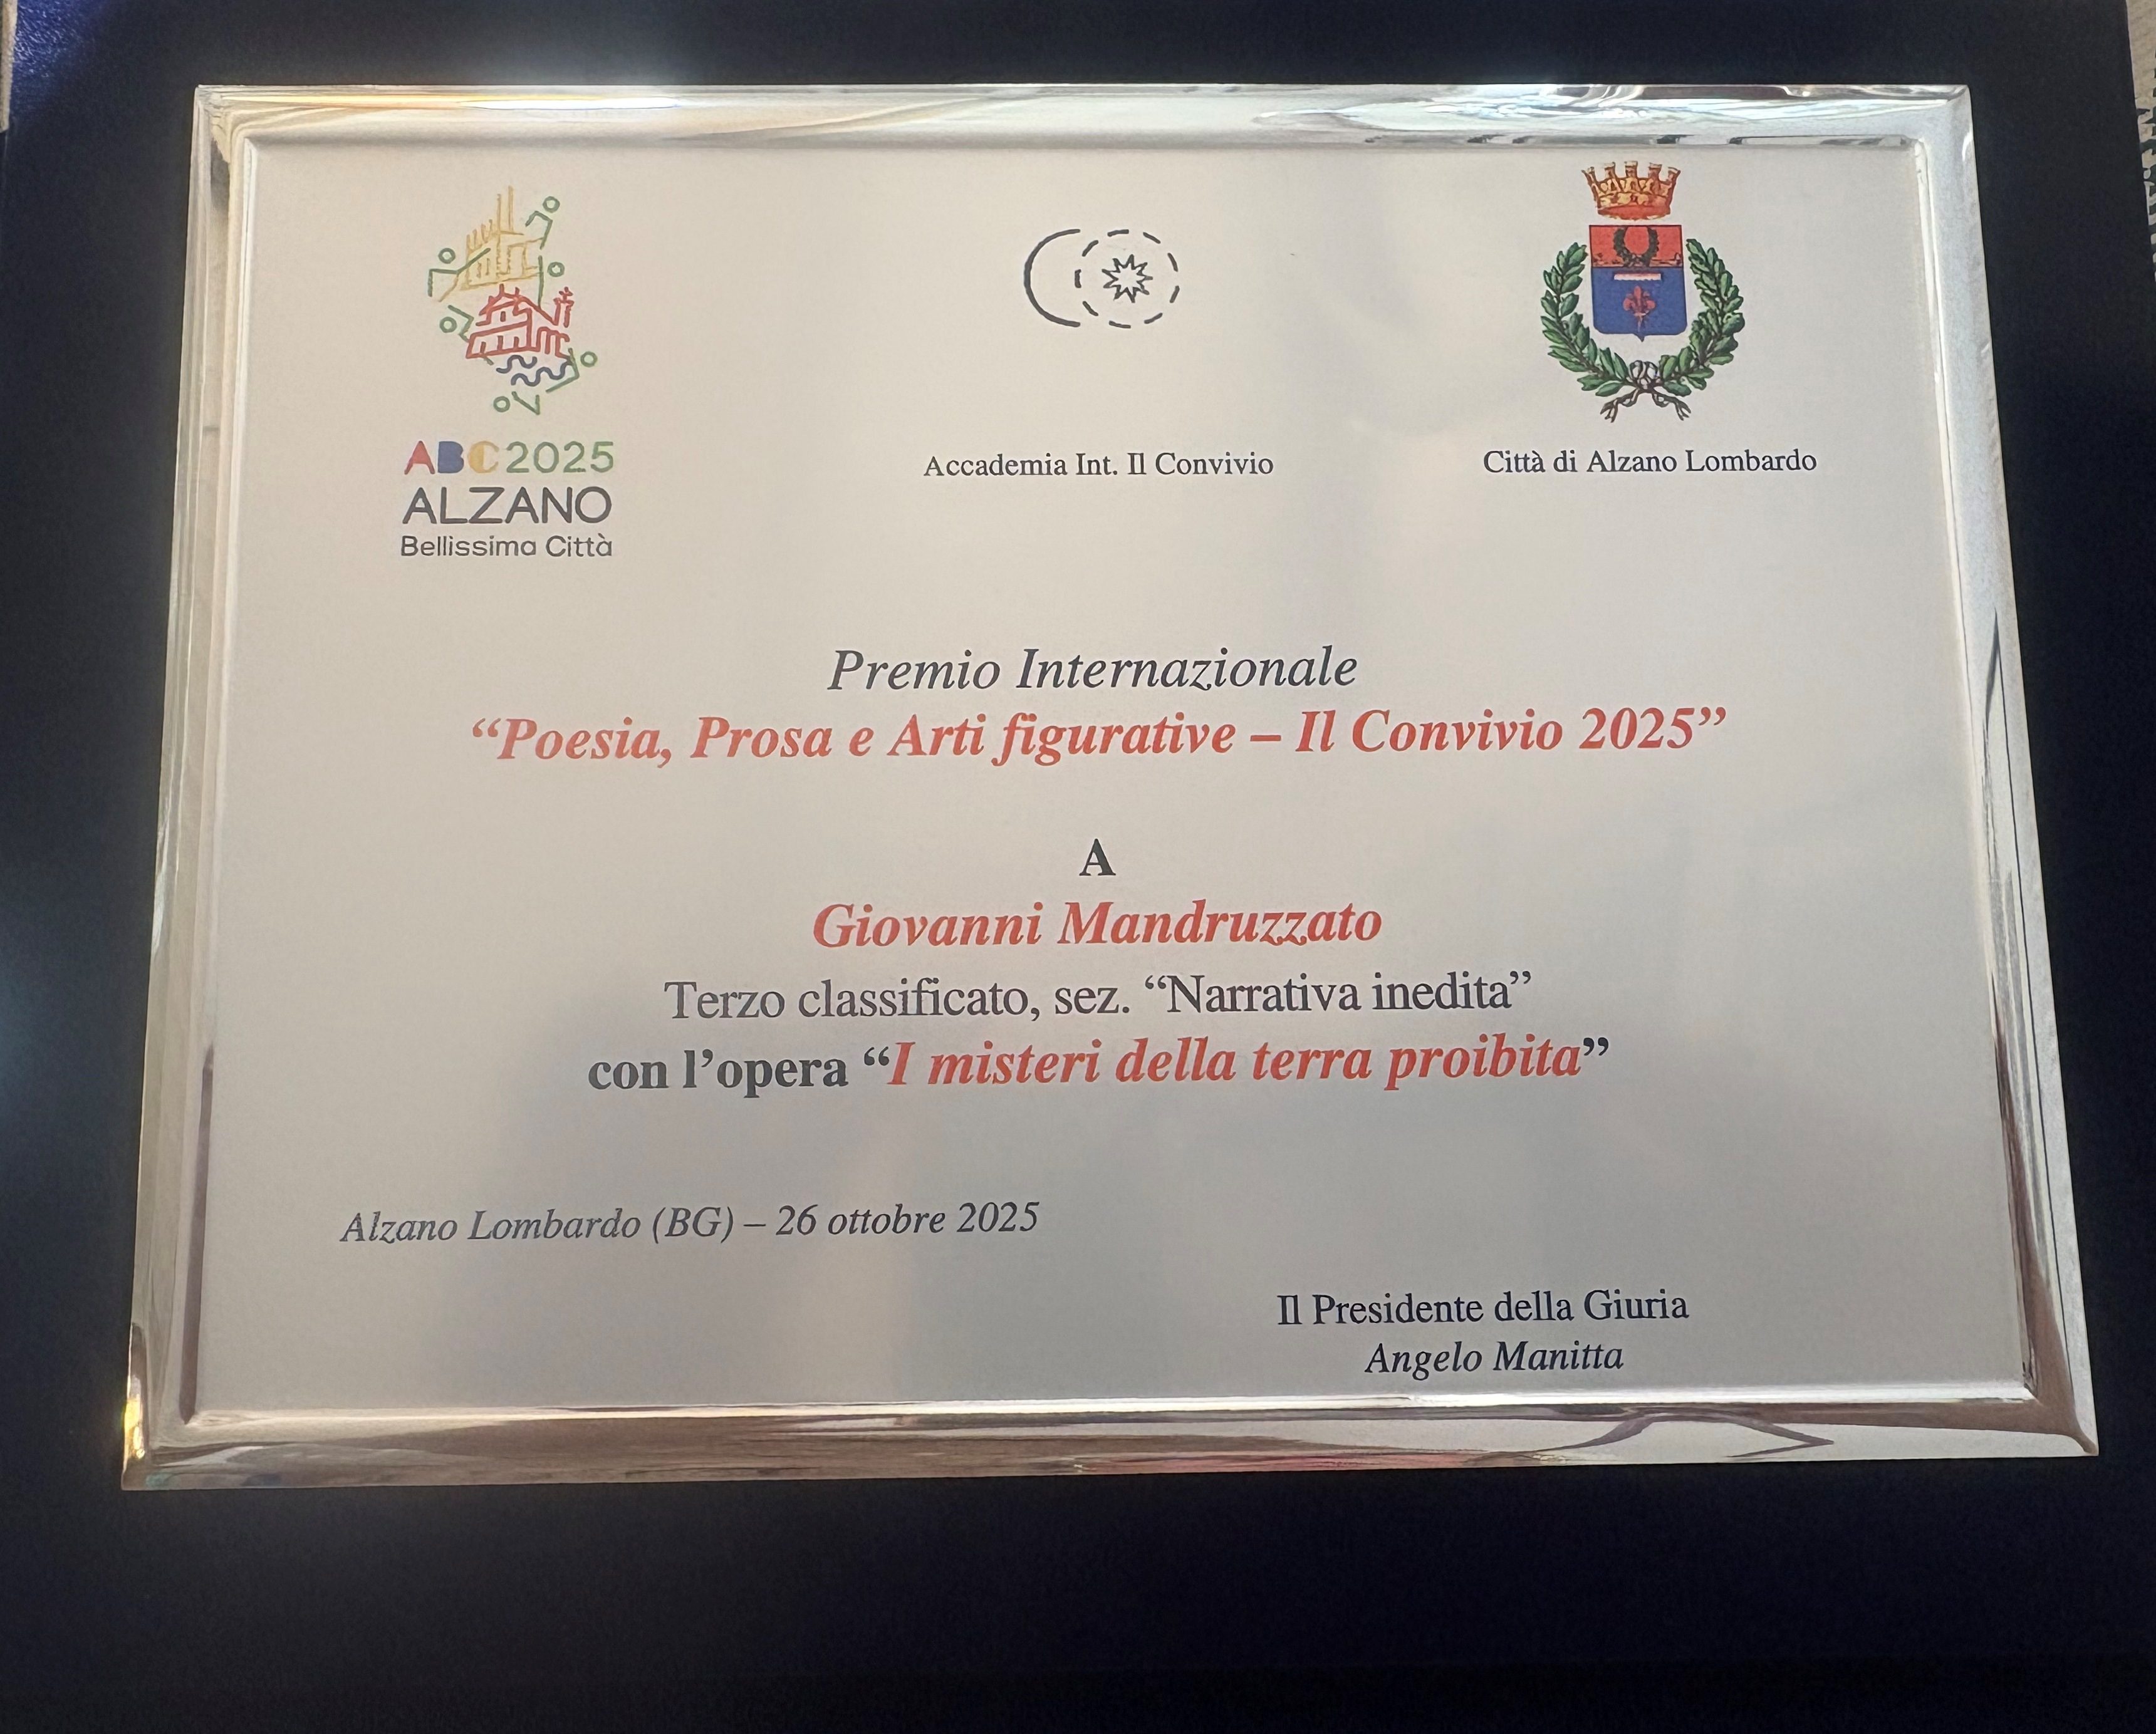 ABC2025
ALZANO
Bellissima Città
Accademia Int. Il Convivio
Città di Alzano Lombardo
Premio Internazionale
“Poesia, Prosa e Arti figurative – Il Convivio 2025”
A
Giovanni Mandruzzato
Terzo classificato, sez. “Narrativa inedita”
con l’opera “I misteri della terra proibita”
Alzano Lombardo (BG) – 26 ottobre 2025
Il Presidente della Giuria
Angelo Manitta